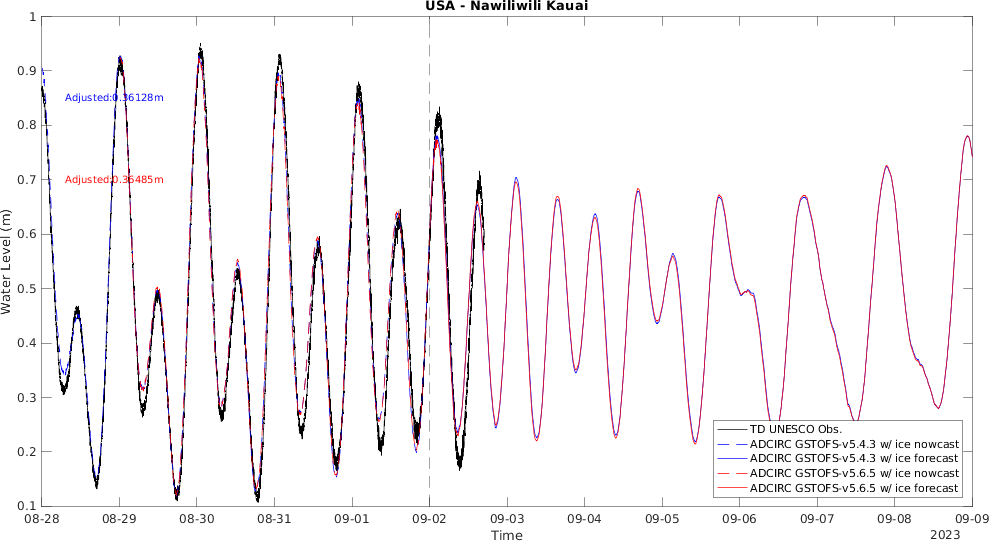 USA - Nawiliwili Kauai
Water Level (m)
1
0.9
0.8
0.7
0.6
0.5
0.4
0.3
0.2
0.1
Adjusted:0.36128m
Adjusted:0.35485m
TD UNESCO Obs.
ADCIRC GSTOFS-v5.4.3 w/ ice nowcast
ADCIRC GSTOFS-v5.4.3 w/ ice forecast
ADCIRC GSTOFS-v5.6.5 w/ ice nowcast
ADCIRC GSTOFS-v5.6.5 w/ ice forecast
08-28 08-29 08-30 08-31 09-01 09-02 09-03 09-04 09-05 09-06 09-07 09-08 09-09
Time
2023